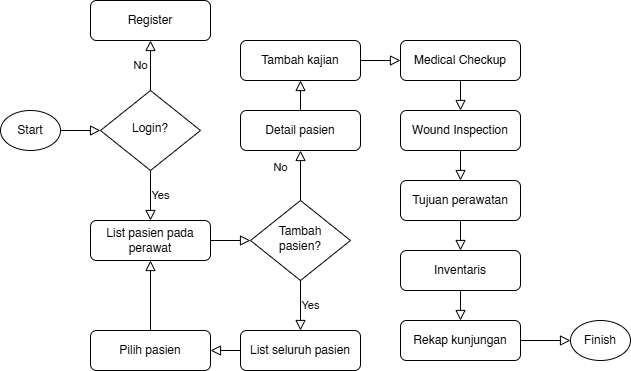 Register
No
Start
Login?
Yes
List pasien pada
perawat
Tambah
pasien?
No
Detail pasien
Tambah kajian
Yes
List seluruh pasien
Pilih pasien
Medical Checkup
Wound Inspection
Tujuan perawatan
Inventaris
Rekap kunjungan
Finish